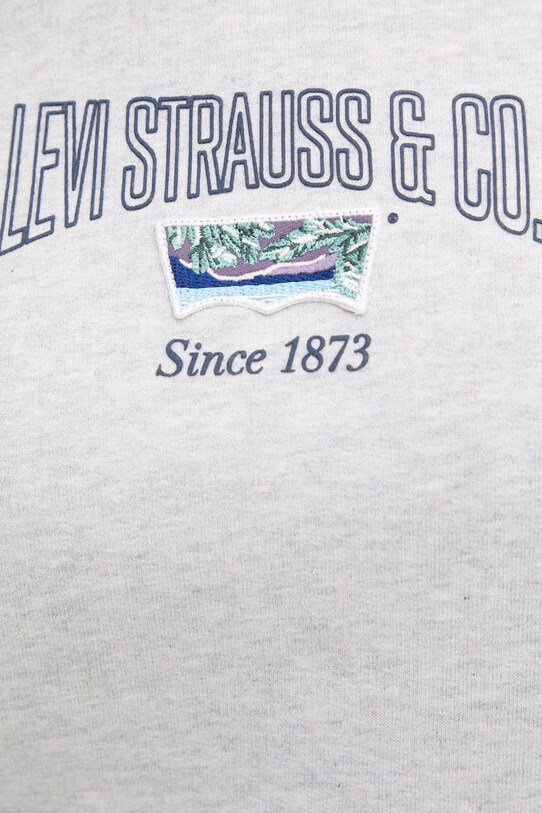 LEVI STRAUSS & CO.
®
Since 1873